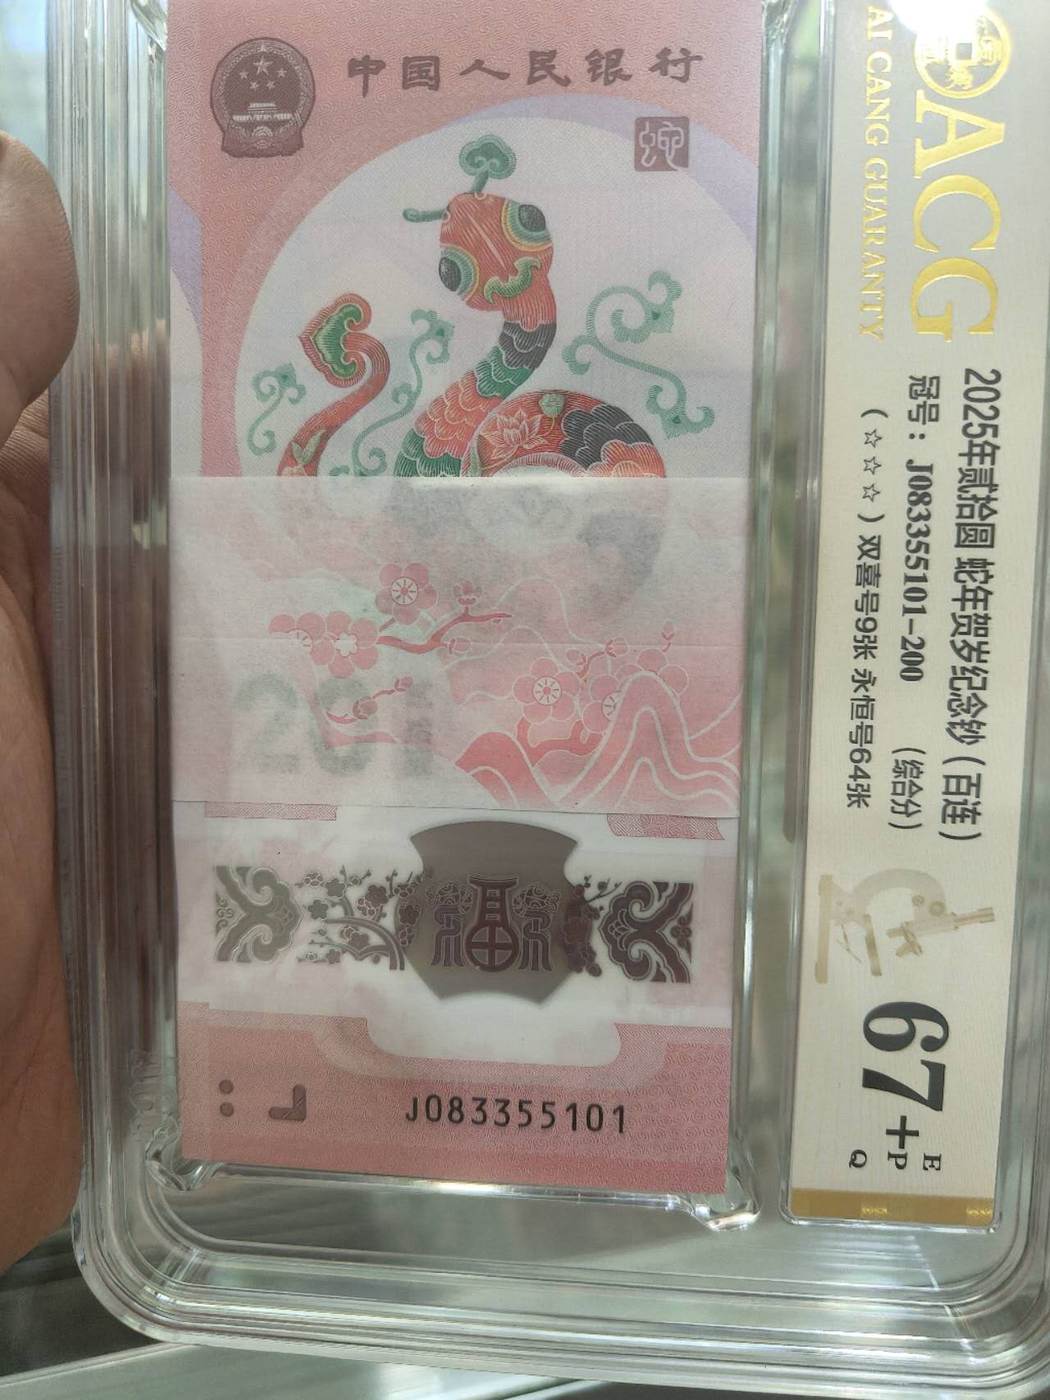 中国人民银行
蛇
201
福
J083355101
ACG
AI CANG GUARANTY
2025年贰拾圆 蛇年贺岁纪念钞（百连）
冠号：J083355101-200 （综合分）
（☆☆☆）双喜号9张 永恒号64张
67+
E
P
Q